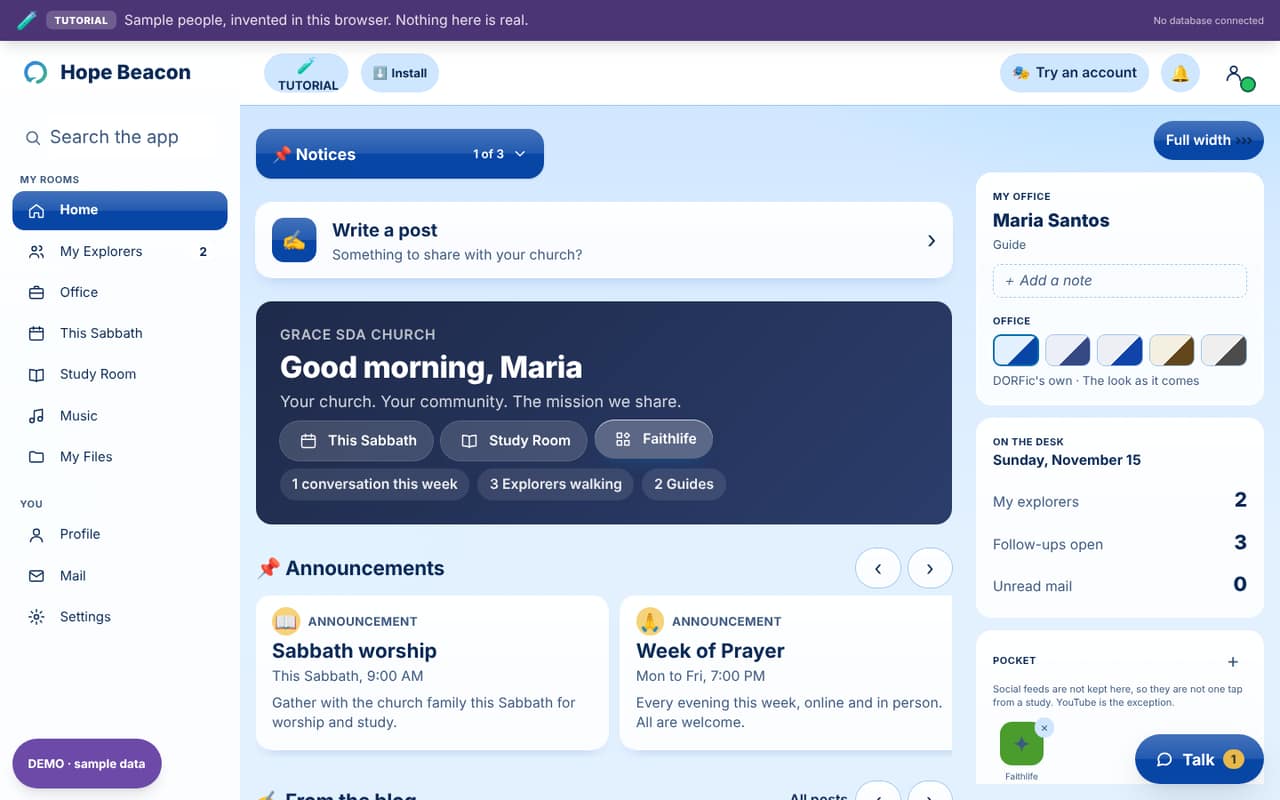 TUTORIAL Sample people, invented in this browser. Nothing here is real. No database connected
Hope Beacon
TUTORIAL
Install
Try an account
Search the app
MY ROOMS
Home
My Explorers 2
Office
This Sabbath
Study Room
Music
My Files
YOU
Profile
Mail
Settings
DEMO · sample data
Notices 1 of 3
Write a post
Something to share with your church?
GRACE SDA CHURCH
Good morning, Maria
Your church. Your community. The mission we share.
This Sabbath Study Room Faithlife
1 conversation this week 3 Explorers walking 2 Guides
Announcements
ANNOUNCEMENT
Sabbath worship
This Sabbath, 9:00 AM
Gather with the church family this Sabbath for
worship and study.
ANNOUNCEMENT
Week of Prayer
Mon to Fri, 7:00 PM
Every evening this week, online and in person.
All are welcome.
From the blog All posts
Full width »»
MY OFFICE
Maria Santos
Guide
+ Add a note
OFFICE
DORFic's own · The look as it comes
ON THE DESK
Sunday, November 15
My explorers 2
Follow-ups open 3
Unread mail 0
POCKET +
Social feeds are not kept here, so they are not one tap
from a study. YouTube is the exception.
Faithlife
Talk 1